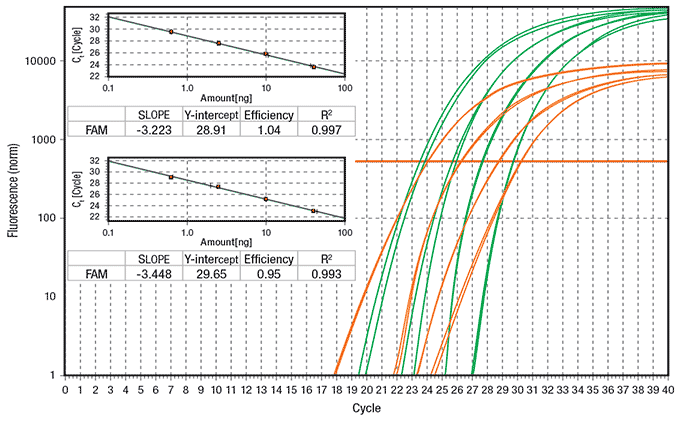 32
30
28
26
24
22
Ct [Cycle]
0.1 1.0 10 100
Amount[ng]
SLOPE Y-intercept Efficiency R²
FAM -3.223 28.91 1.04 0.997
32
30
28
26
24
22
Ct [Cycle]
0.1 1.0 10 100
Amount[ng]
SLOPE Y-intercept Efficiency R²
FAM -3.448 29.65 0.95 0.993
10000
1000
100
10
1
Fluorescence (norm)
0 1 2 3 4 5 6 7 8 9 10 11 12 13 14 15 16 17 18 19 20 21 22 23 24 25 26 27 28 29 30 31 32 33 34 35 36 37 38 39 40
Cycle